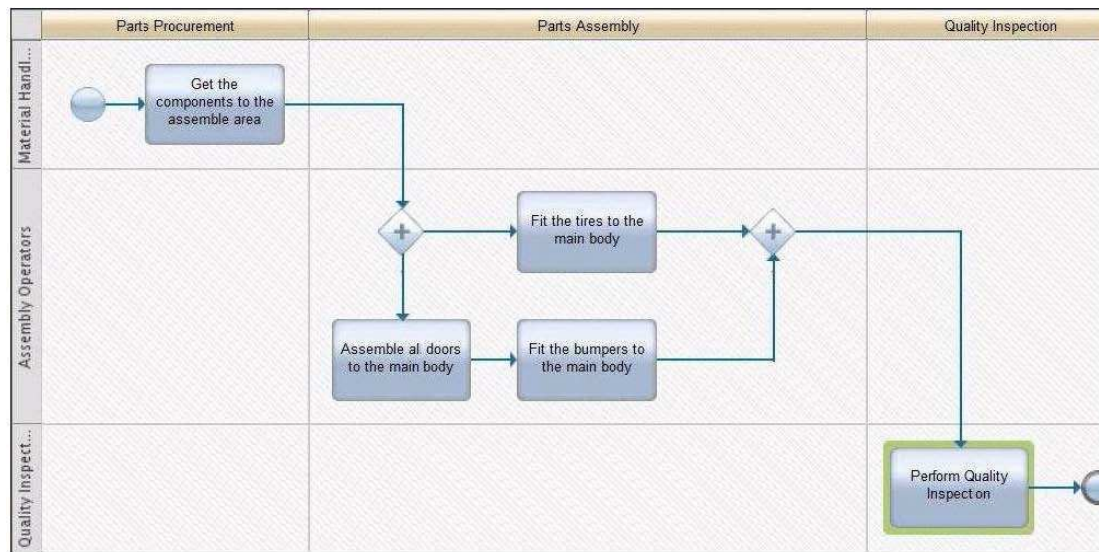 Parts Procurement
Parts Assembly
Quality Inspection
Material Handl...
Get the
components to the
assemble area
Assembly Operators
Fit the tires to the
main body
Assemble al doors
to the main body
Fit the bumpers to
the main body
Quality Inspect...
Perform Quality
Inspection